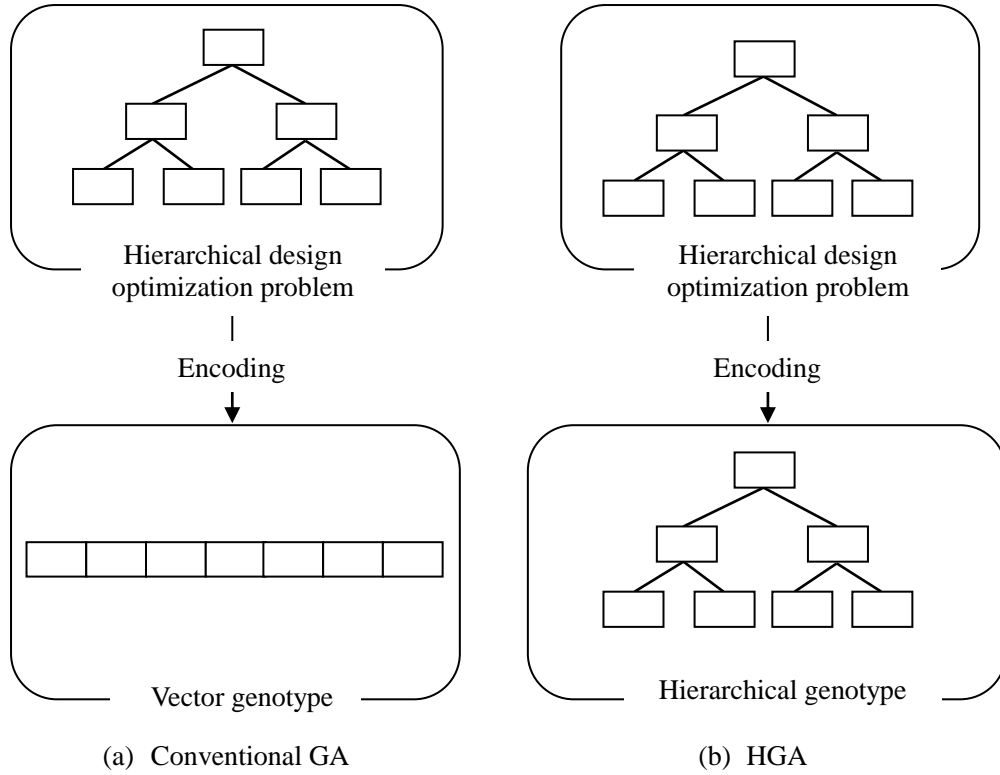 Hierarchical design
optimization problem
Encoding
Vector genotype
(a) Conventional GA
Hierarchical design
optimization problem
Encoding
Hierarchical genotype
(b) HGA